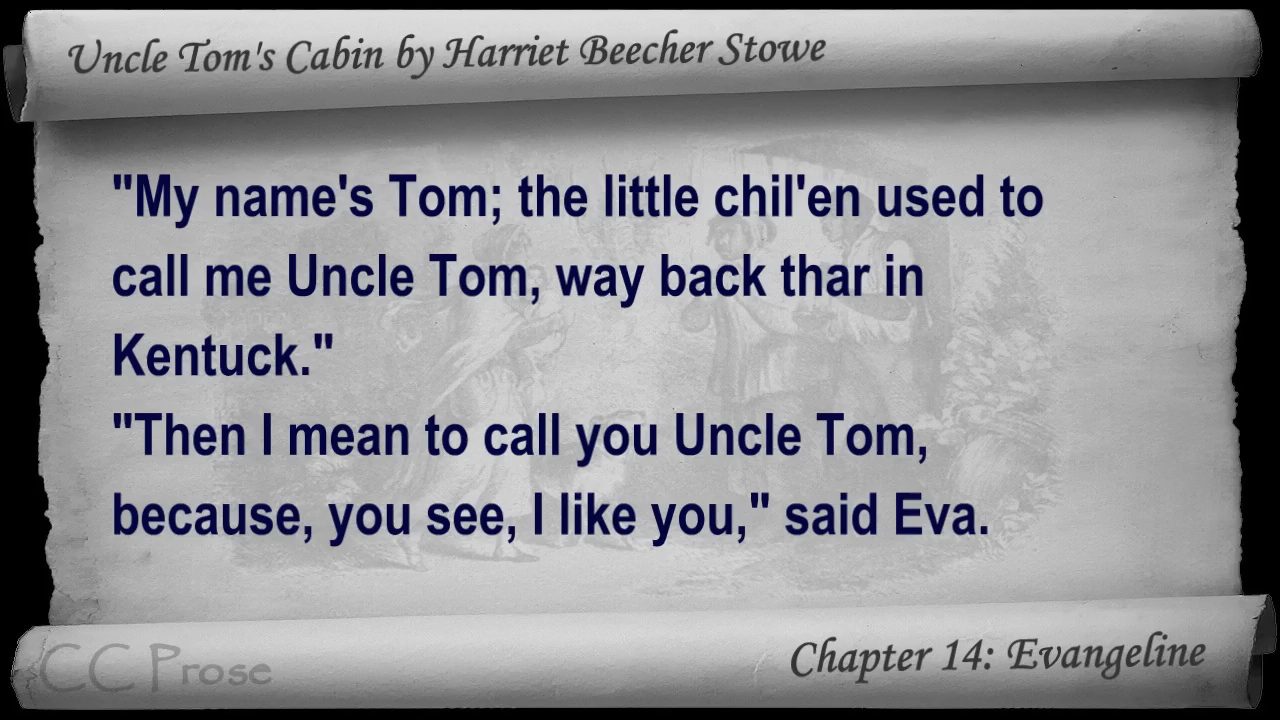 Uncle Tom's Cabin by Harriet Beecher Stowe
"My name's Tom; the little chil'en used to
call me Uncle Tom, way back thar in
Kentuck."
"Then I mean to call you Uncle Tom,
because, you see, I like you," said Eva.
CC Prose
Chapter 14: Evangeline